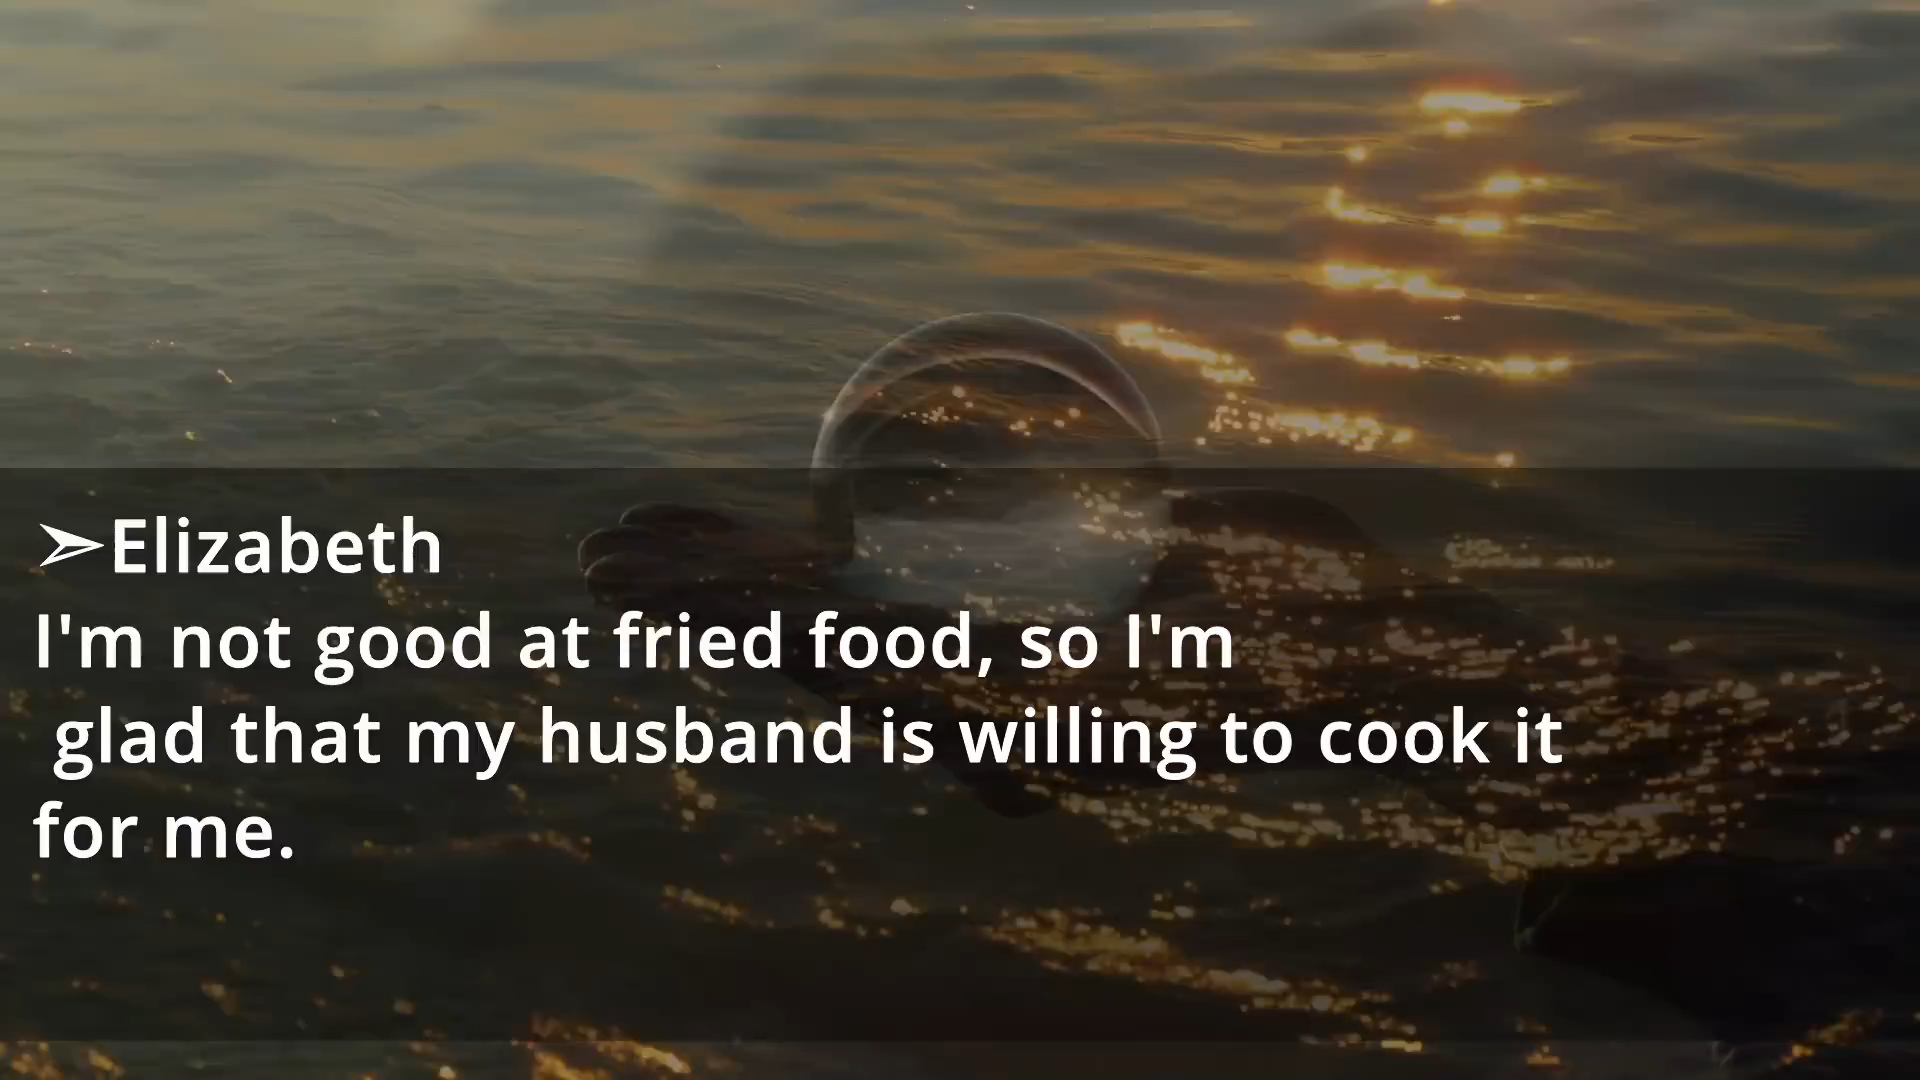 ➣Elizabeth
I'm not good at fried food, so I'm
glad that my husband is willing to cook it
for me.